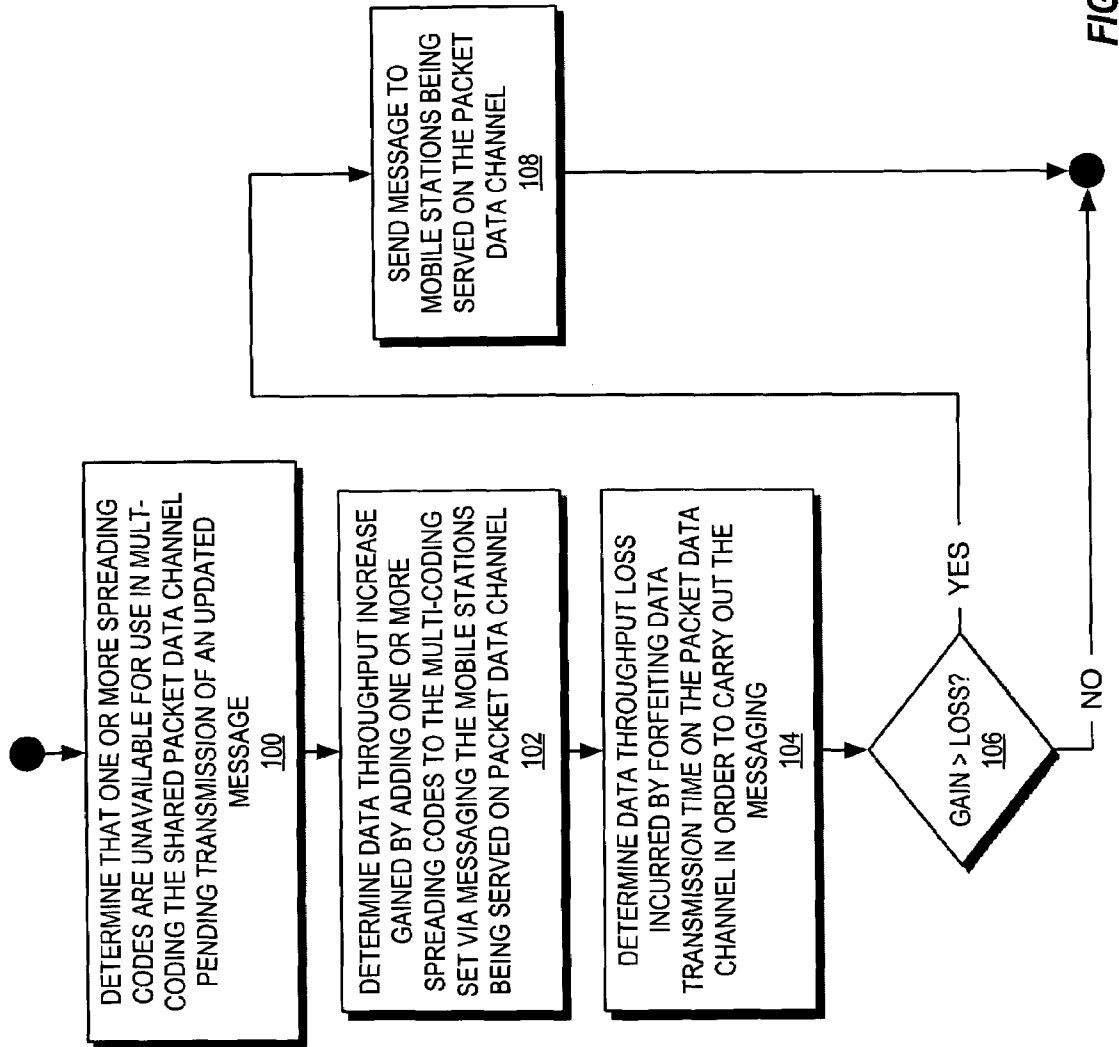 DETERMINE THAT ONE OR MORE SPREADING
CODES ARE UNAVAILABLE FOR USE IN MULT-
CODING THE SHARED PACKET DATA CHANNEL
PENDING TRANSMISSION OF AN UPDATED
MESSAGE
100
DETERMINE DATA THROUGHPUT INCREASE
GAINED BY ADDING ONE OR MORE
SPREADING CODES TO THE MULTI-CODING
SET VIA MESSAGING THE MOBILE STATIONS
BEING SERVED ON PACKET DATA CHANNEL
102
DETERMINE DATA THROUGHPUT LOSS
INCURRED BY FORFEITING DATA
TRANSMISSION TIME ON THE PACKET DATA
CHANNEL IN ORDER TO CARRY OUT THE
MESSAGING
104
GAIN > LOSS?
106
YES
NO
SEND MESSAGE TO
MOBILE STATIONS BEING
SERVED ON THE PACKET
DATA CHANNEL
108
FIG